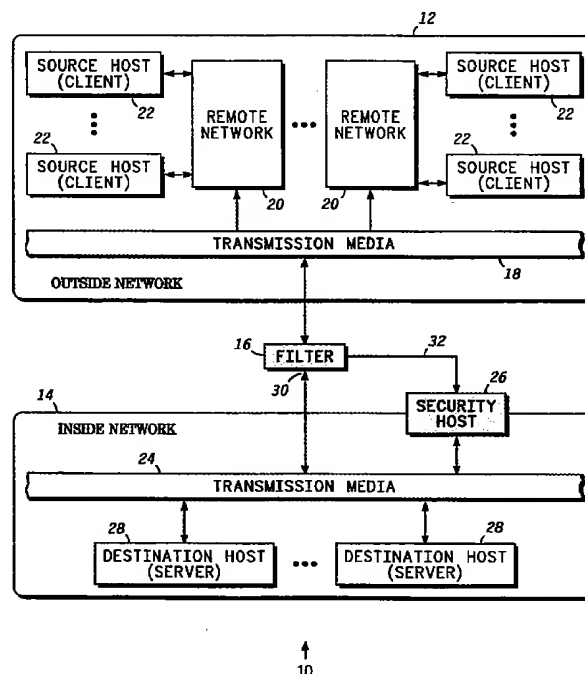 12
SOURCE HOST
(CLIENT)
22
REMOTE
NETWORK
20
REMOTE
NETWORK
20
SOURCE HOST
(CLIENT)
22
22
SOURCE HOST
(CLIENT)
22
SOURCE HOST
(CLIENT)
TRANSMISSION MEDIA
18
OUTSIDE NETWORK
16
FILTER
30
32
26
SECURITY
HOST
14
INSIDE NETWORK
24
TRANSMISSION MEDIA
28
DESTINATION HOST
(SERVER)
28
DESTINATION HOST
(SERVER)
10